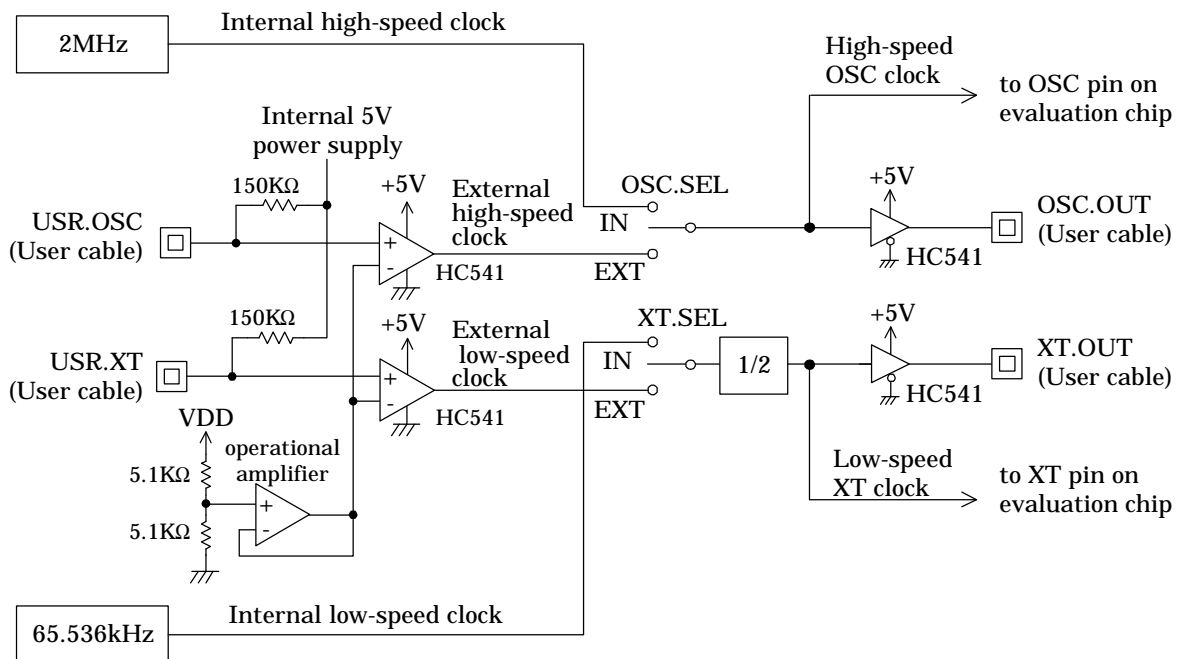 2MHz
Internal high-speed clock
High-speed
OSC clock
to OSC pin on
evaluation chip
Internal 5V
power supply
150KΩ
+5V
External
high-speed
clock
OSC.SEL
+5V
USR.OSC
(User cable)
+
-
HC541
IN
EXT
HC541
OSC.OUT
(User cable)
150KΩ
+5V
External
low-speed
clock
XT.SEL
+5V
USR.XT
(User cable)
+
-
HC541
IN
EXT
1/2
HC541
XT.OUT
(User cable)
VDD
5.1KΩ
5.1KΩ
operational
amplifier
+
-
Low-speed
XT clock
to XT pin on
evaluation chip
65.536kHz
Internal low-speed clock